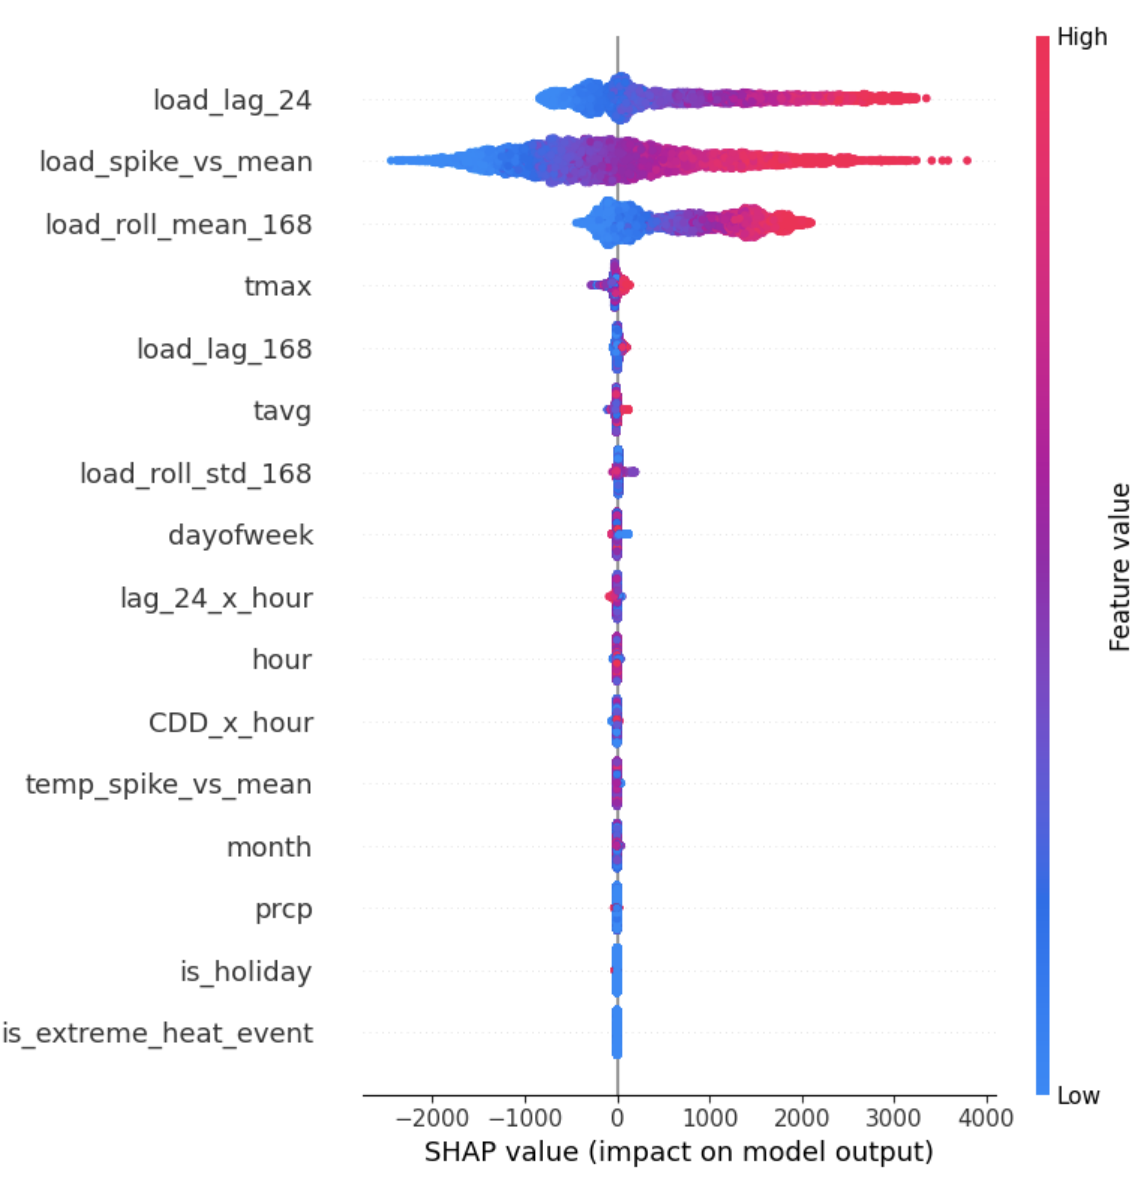 High
load_lag_24
load_spike_vs_mean
load_roll_mean_168
tmax
load_lag_168
tavg
load_roll_std_168
dayofweek
lag_24_x_hour
hour
CDD_x_hour
temp_spike_vs_mean
month
prcp
is_holiday
is_extreme_heat_event
Feature value
Low
−2000 −1000 0 1000 2000 3000 4000
SHAP value (impact on model output)